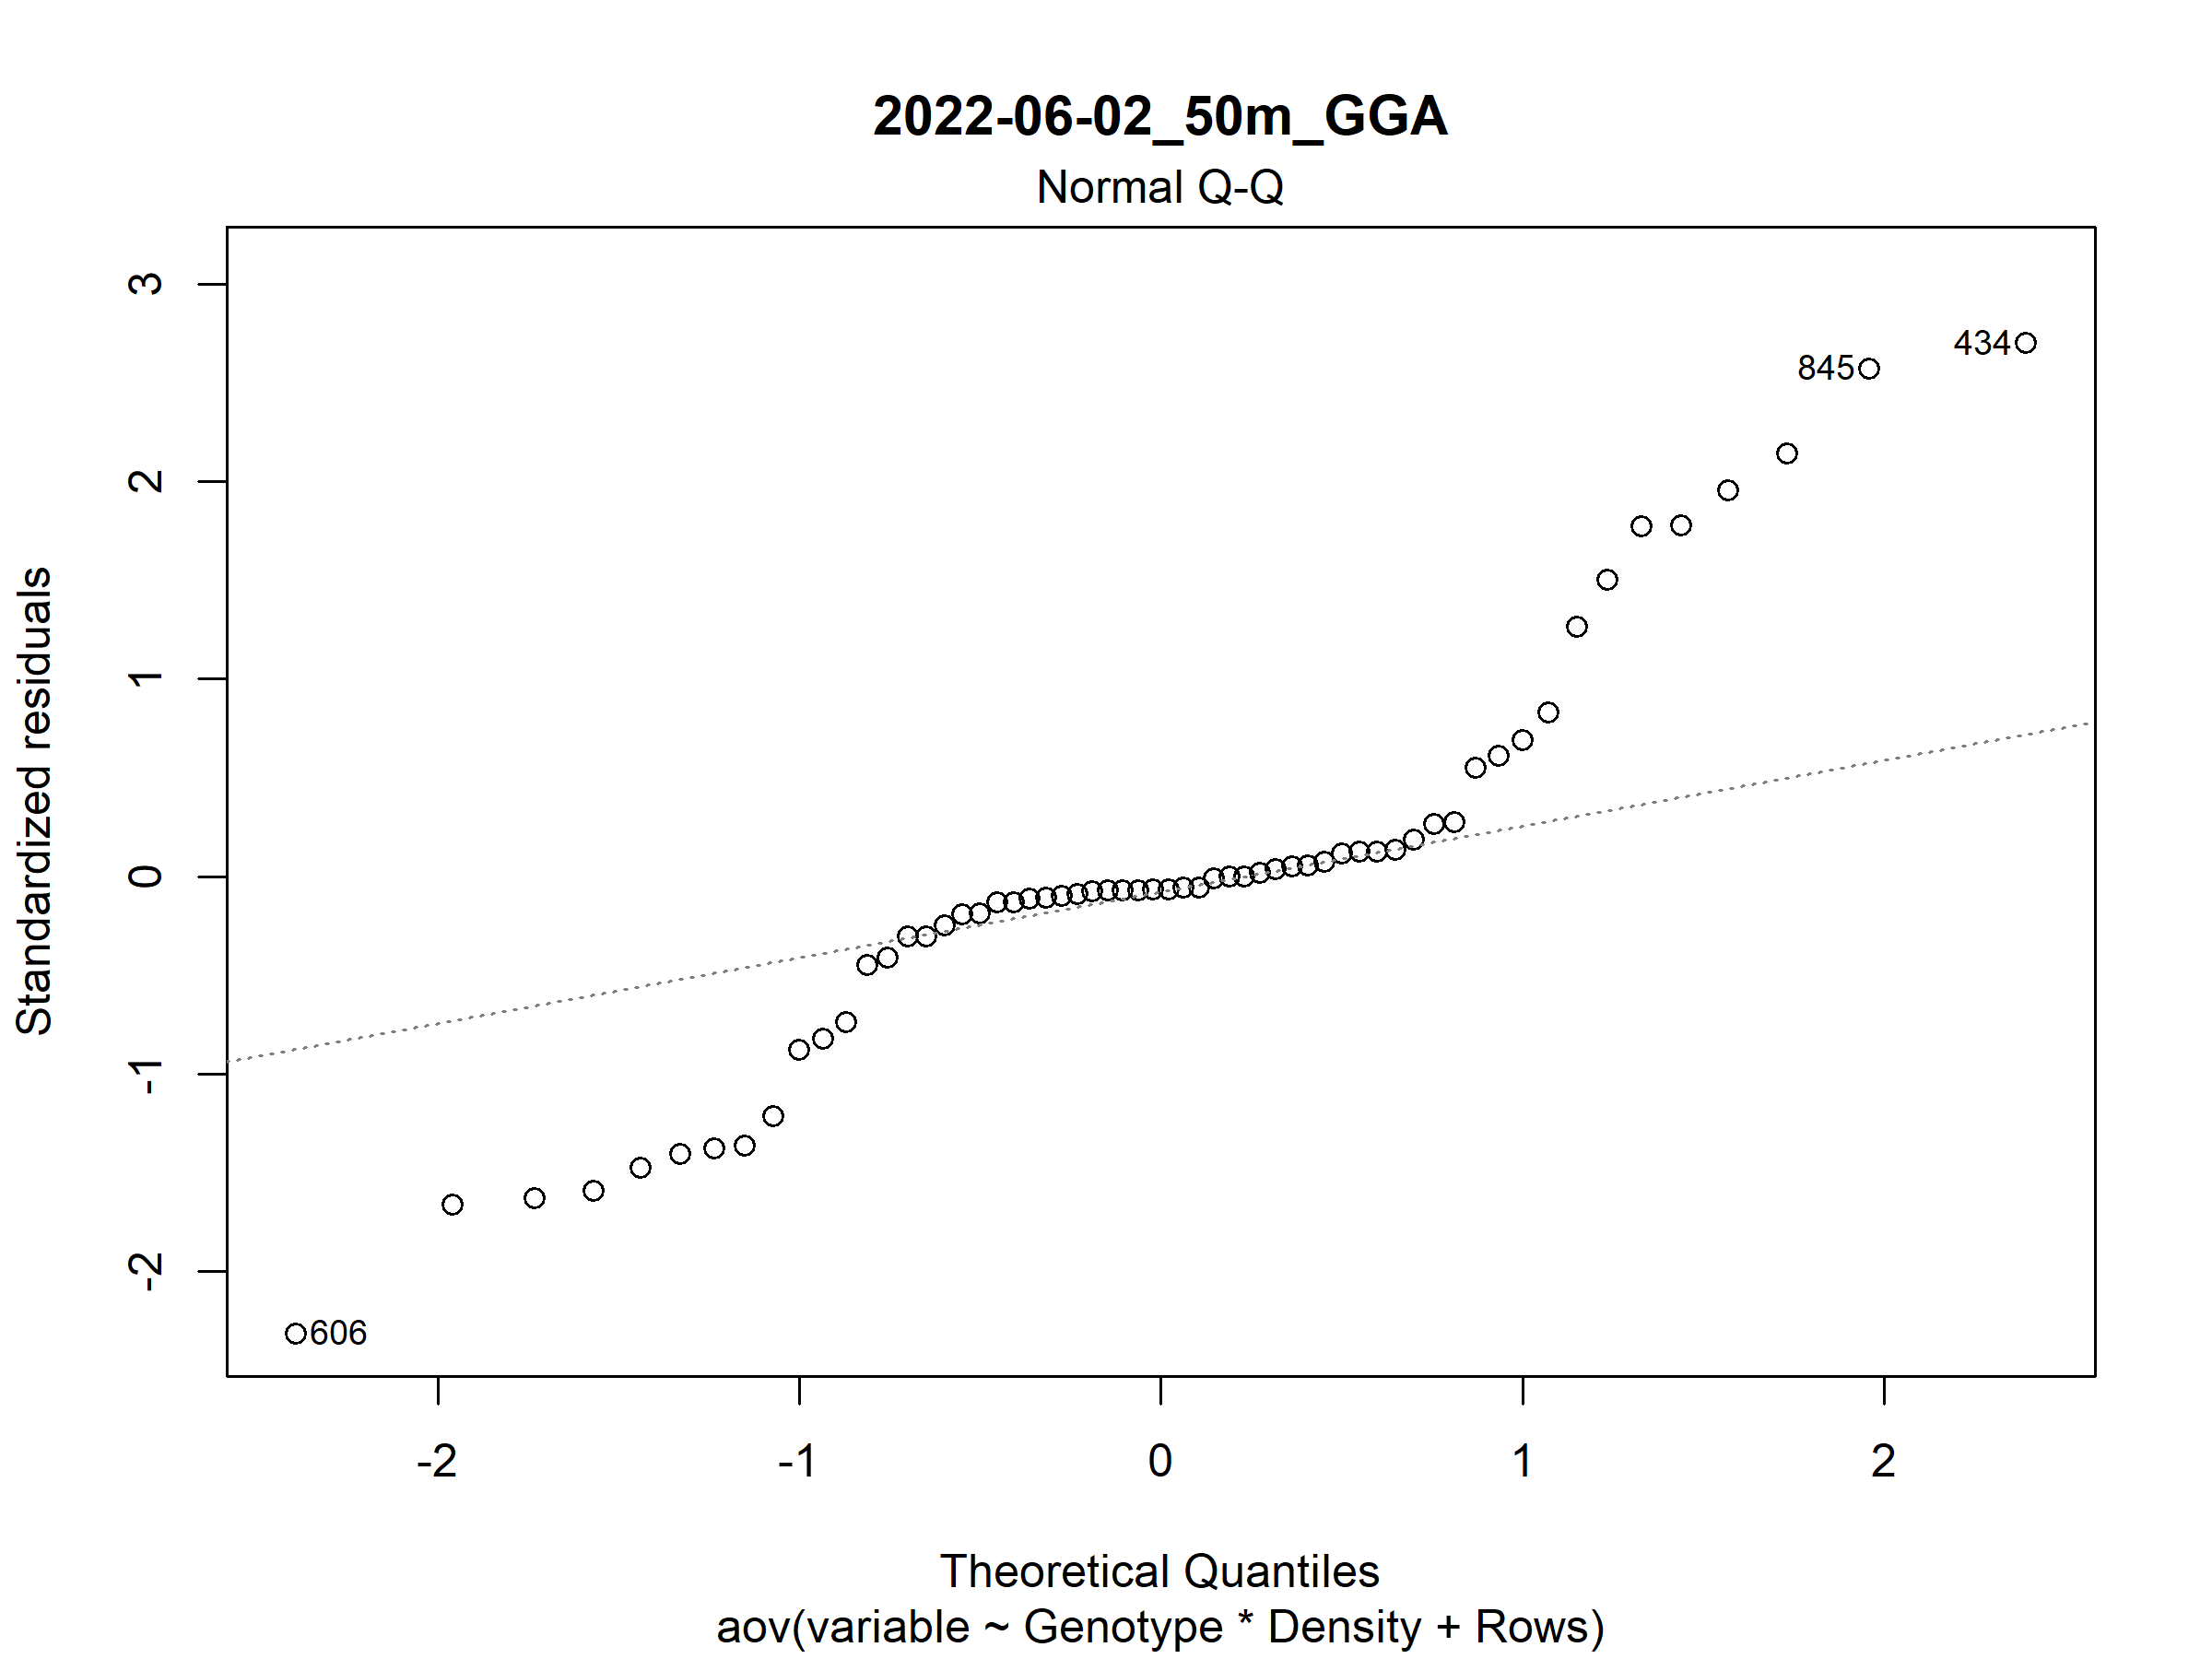 2022-06-02_50m_GGA
Normal Q-Q
Standardized residuals
3
2
1
0
-1
-2
434
845
606
-2 -1 0 1 2
Theoretical Quantiles
aov(variable ~ Genotype * Density + Rows)